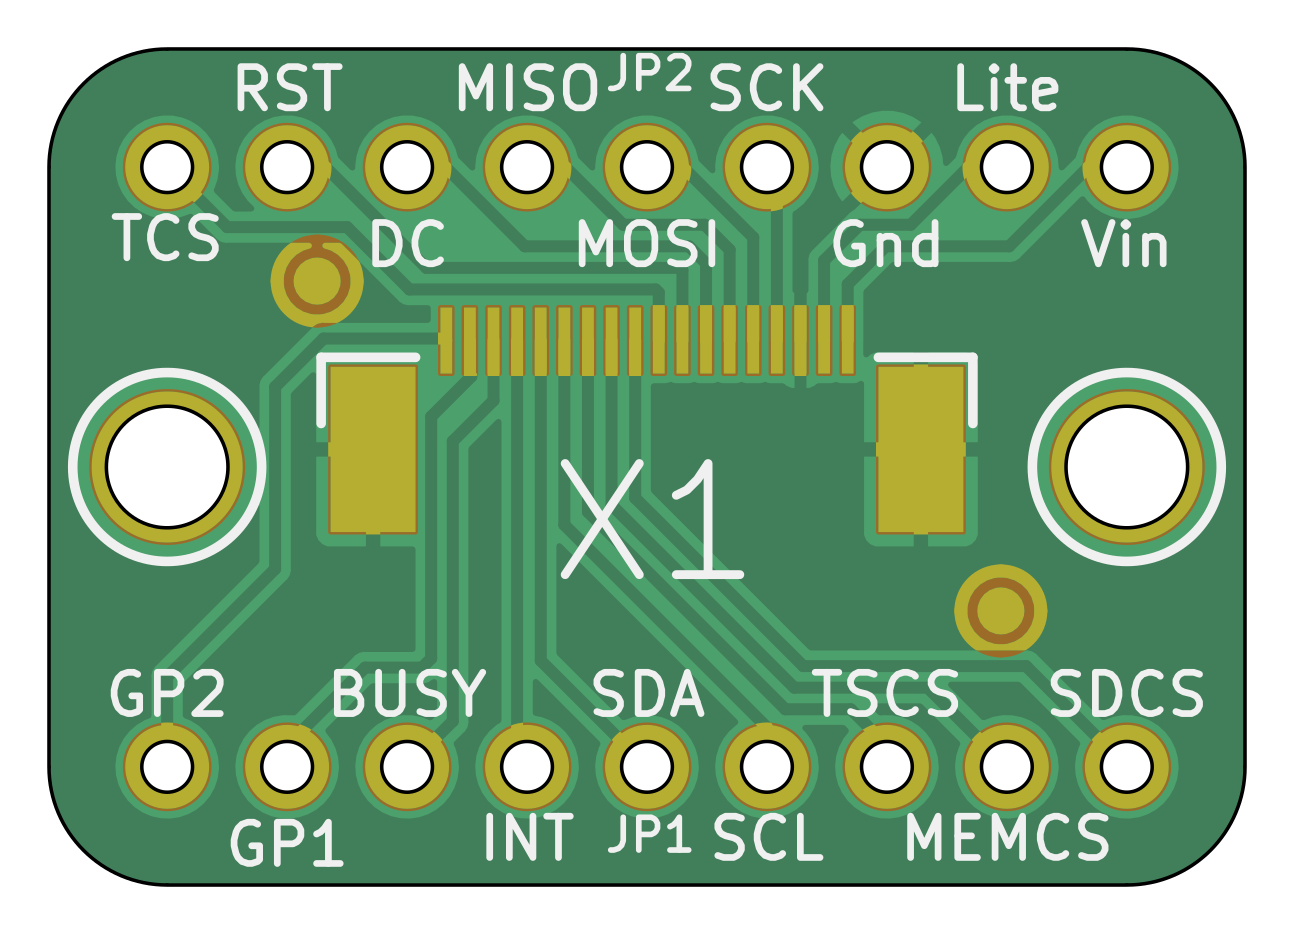 RST MISO JP2 SCK Lite
TCS DC MOSI Gnd Vin
X1
GP2 BUSY SDA TSCS SDCS
GP1 INT JP1 SCL MEMCS